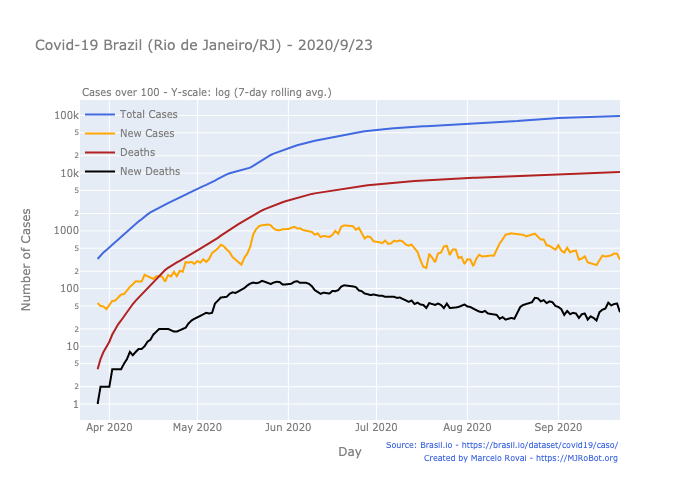 Covid-19 Brazil (Rio de Janeiro/RJ) - 2020/9/23
Cases over 100 - Y-scale: log (7-day rolling avg.)
Total Cases
New Cases
Deaths
New Deaths
100k
5
2
10k
5
2
1000
5
2
100
5
2
10
5
2
1
Number of Cases
Apr 2020
May 2020
Jun 2020
Jul 2020
Aug 2020
Sep 2020
Day
Source: Brasil.io - https://brasil.io/dataset/covid19/caso/
Created by Marcelo Rovai - https://MJRoBot.org